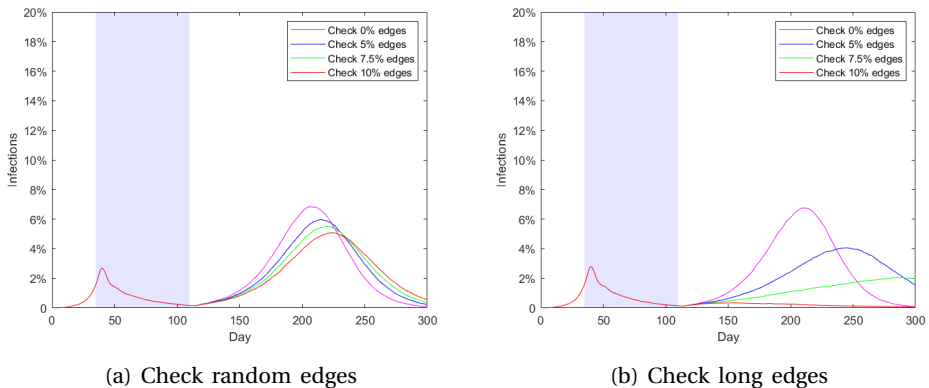 20%
18%
16%
14%
12%
10%
8%
6%
4%
2%
0
Infections
0 50 100 150 200 250 300
Day
Check 0% edges
Check 5% edges
Check 7.5% edges
Check 10% edges
(a) Check random edges
20%
18%
16%
14%
12%
10%
8%
6%
4%
2%
0
Infections
0 50 100 150 200 250 300
Day
Check 0% edges
Check 5% edges
Check 7.5% edges
Check 10% edges
(b) Check long edges